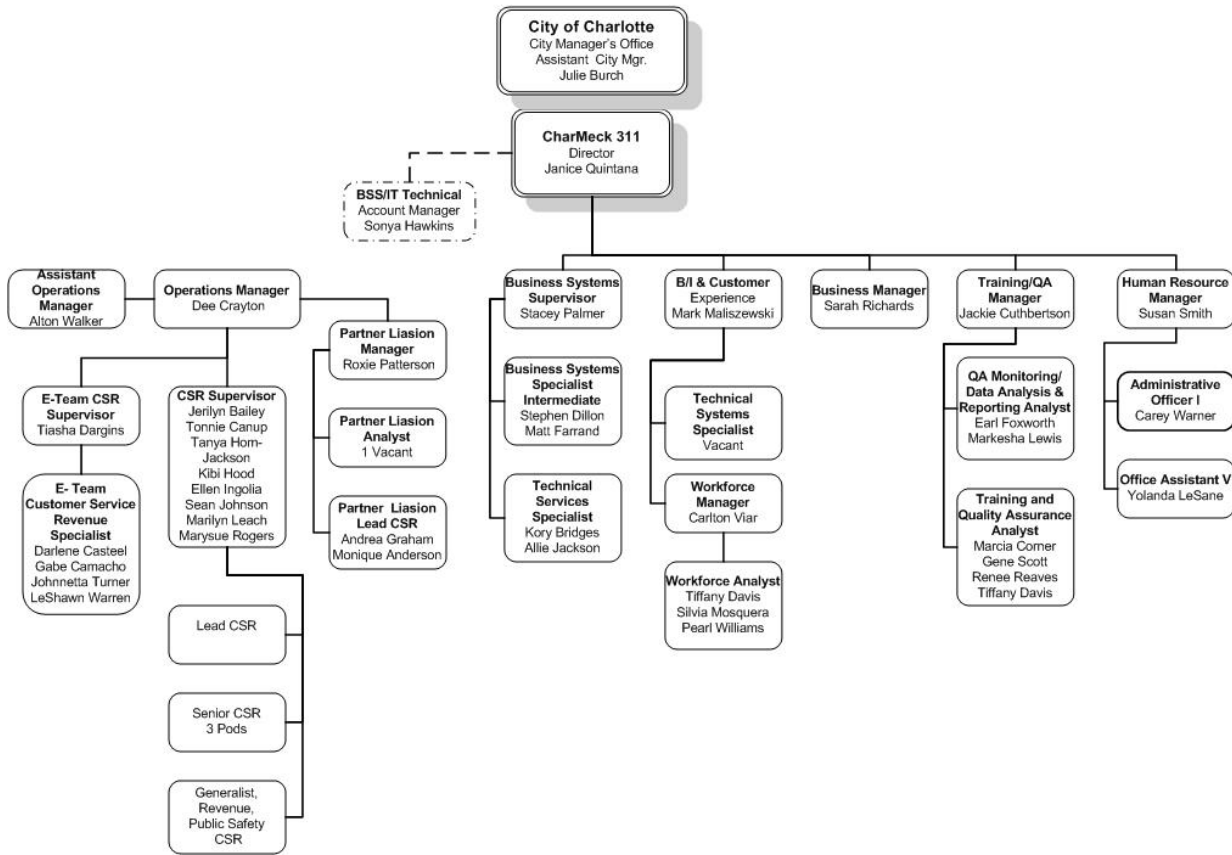 City of Charlotte
City Manager's Office
Assistant City Mgr.
Julie Burch
CharMeck 311
Director
Janice Quintana
BSS/IT Technical
Account Manager
Sonya Hawkins
Assistant
Operations
Manager
Alton Walker
Operations Manager
Dee Crayton
Partner Liasion
Manager
Roxie Patterson
E-Team CSR
Supervisor
Tiasha Dargins
CSR Supervisor
Jerilyn Bailey
Tonnie Canup
Tanya Horn-
Jackson
Kibi Hood
Ellen Ingolia
Sean Johnson
Marilyn Leach
Marysue Rogers
Partner Liasion
Analyst
1 Vacant
E- Team
Customer Service
Revenue
Specialist
Darlene Casteel
Gabe Camacho
Johnnetta Turner
LeShawn Warren
Partner Liasion
Lead CSR
Andrea Graham
Monique Anderson
Lead CSR
Senior CSR
3 Pods
Generalist,
Revenue,
Public Safety
CSR
Business Systems
Supervisor
Stacey Palmer
Business Systems
Specialist
Intermediate
Stephen Dillon
Matt Farrand
Technical
Services
Specialist
Kory Bridges
Allie Jackson
B/I & Customer
Experience
Mark Maliszewski
Technical
Systems
Specialist
Vacant
Workforce
Manager
Carlton Viar
Workforce Analyst
Tiffany Davis
Silvia Mosquera
Pearl Williams
Business Manager
Sarah Richards
Training/QA
Manager
Jackie Cuthbertson
QA Monitoring/
Data Analysis &
Reporting Analyst
Earl Foxworth
Markesha Lewis
Training and
Quality Assurance
Analyst
Marcia Corner
Gene Scott
Renee Reaves
Tiffany Davis
Human Resource
Manager
Susan Smith
Administrative
Officer I
Carey Warner
Office Assistant V
Yolanda LeSane